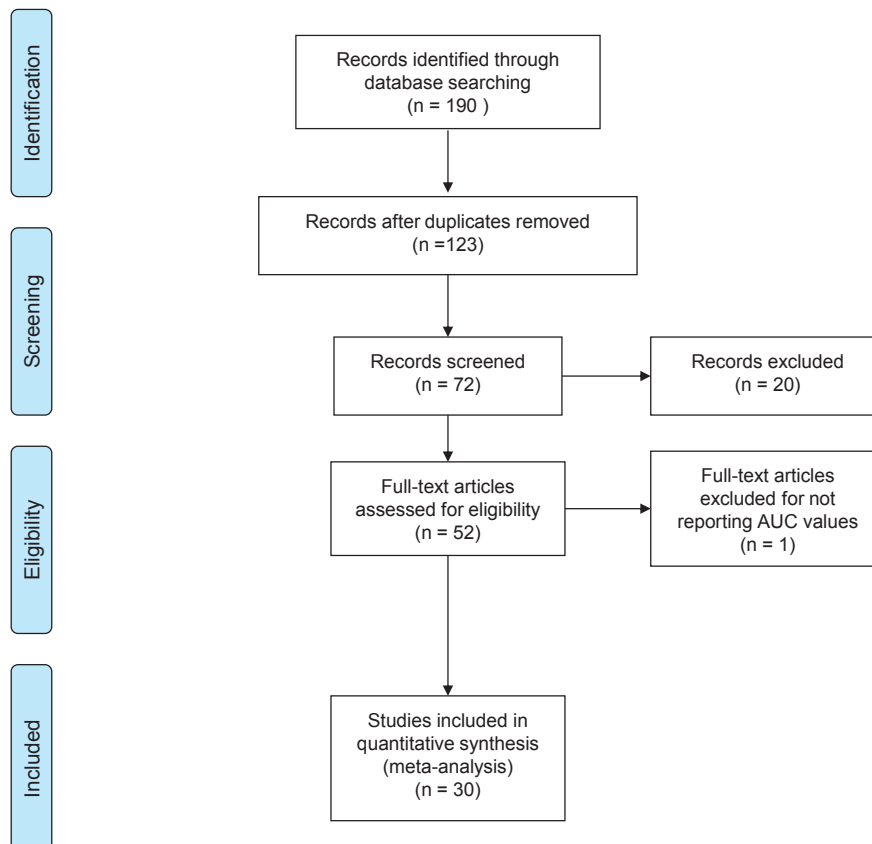 Identification
Records identified through
database searching
(n = 190 )
Records after duplicates removed
(n =123)
Screening
Records screened
(n = 72)
Records excluded
(n = 20)
Eligibility
Full-text articles
assessed for eligibility
(n = 52)
Full-text articles
excluded for not
reporting AUC values
(n = 1)
Included
Studies included in
quantitative synthesis
(meta-analysis)
(n = 30)